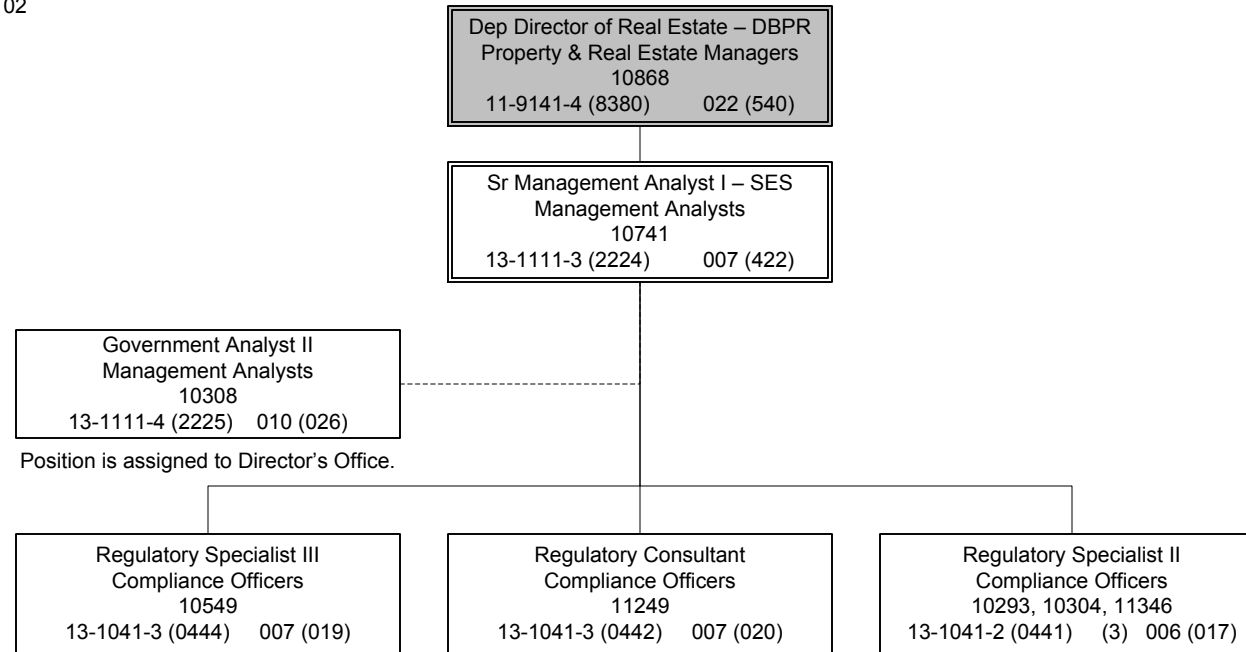 02
Dep Director of Real Estate – DBPR
Property & Real Estate Managers
10868
11-9141-4 (8380) 022 (540)
Sr Management Analyst I – SES
Management Analysts
10741
13-1111-3 (2224) 007 (422)
Government Analyst II
Management Analysts
10308
13-1111-4 (2225) 010 (026)
Position is assigned to Director's Office.
Regulatory Specialist III
Compliance Officers
10549
13-1041-3 (0444) 007 (019)
Regulatory Consultant
Compliance Officers
11249
13-1041-3 (0442) 007 (020)
Regulatory Specialist II
Compliance Officers
10293, 10304, 11346
13-1041-2 (0441) (3) 006 (017)